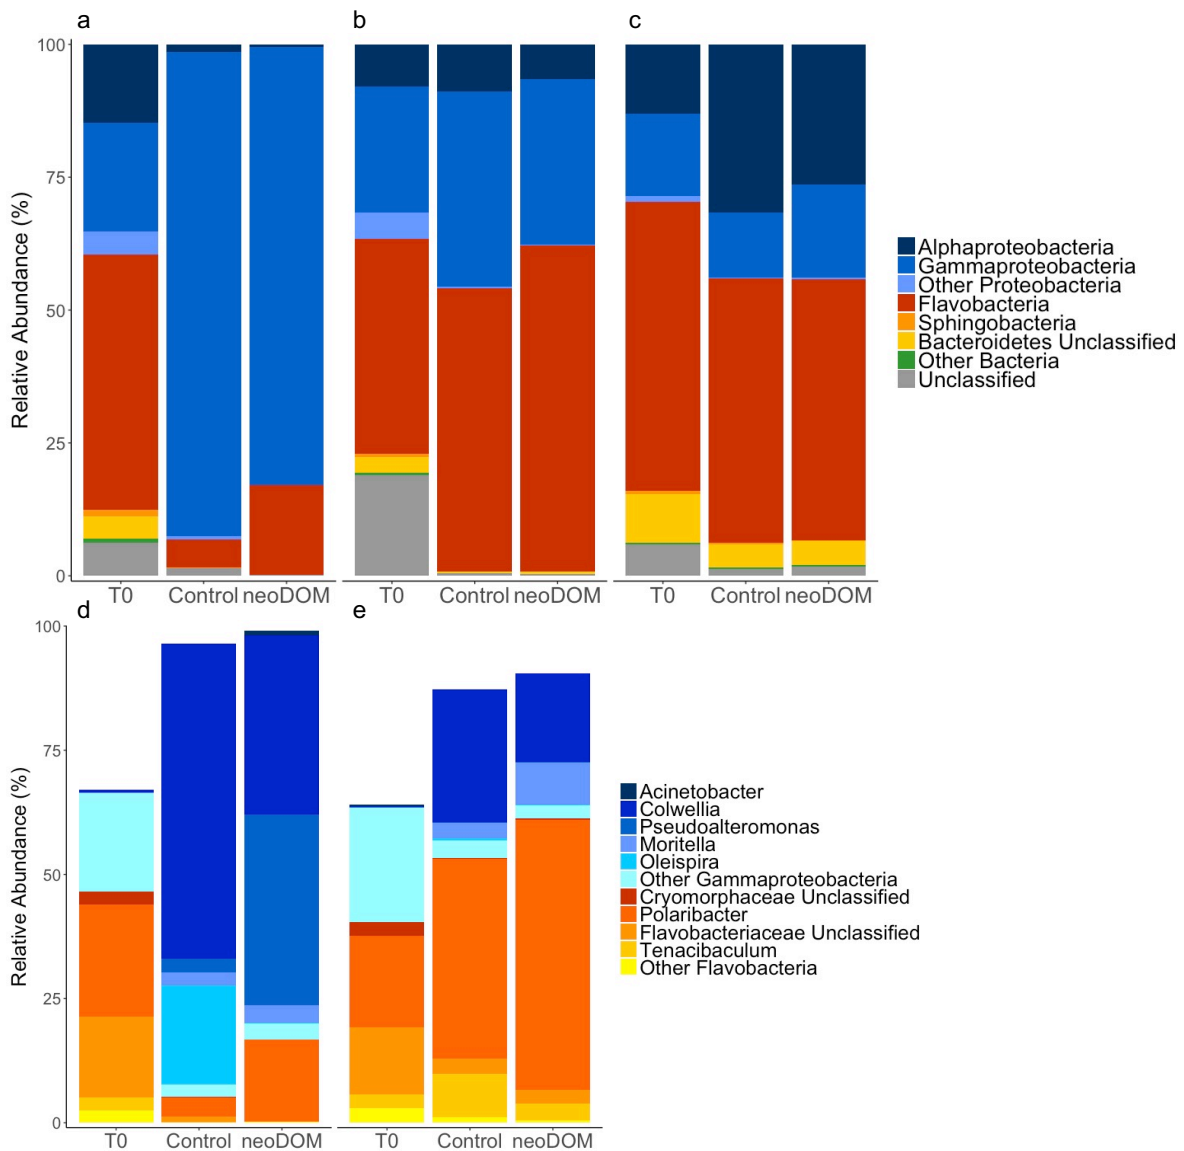 a b c
Relative Abundance (%)
100
75
50
25
0
T0 Control neoDOM T0 Control neoDOM T0 Control neoDOM
Alphaproteobacteria
Gammaproteobacteria
Other Proteobacteria
Flavobacteria
Sphingobacteria
Bacteroidetes Unclassified
Other Bacteria
Unclassified
d e
Relative Abundance (%)
100
75
50
25
0
T0 Control neoDOM T0 Control neoDOM
Acinetobacter
Colwellia
Pseudoalteromonas
Moritella
Oleispira
Other Gammaproteobacteria
Cryomorphaceae Unclassified
Polaribacter
Flavobacteriaceae Unclassified
Tenacibaculum
Other Flavobacteria